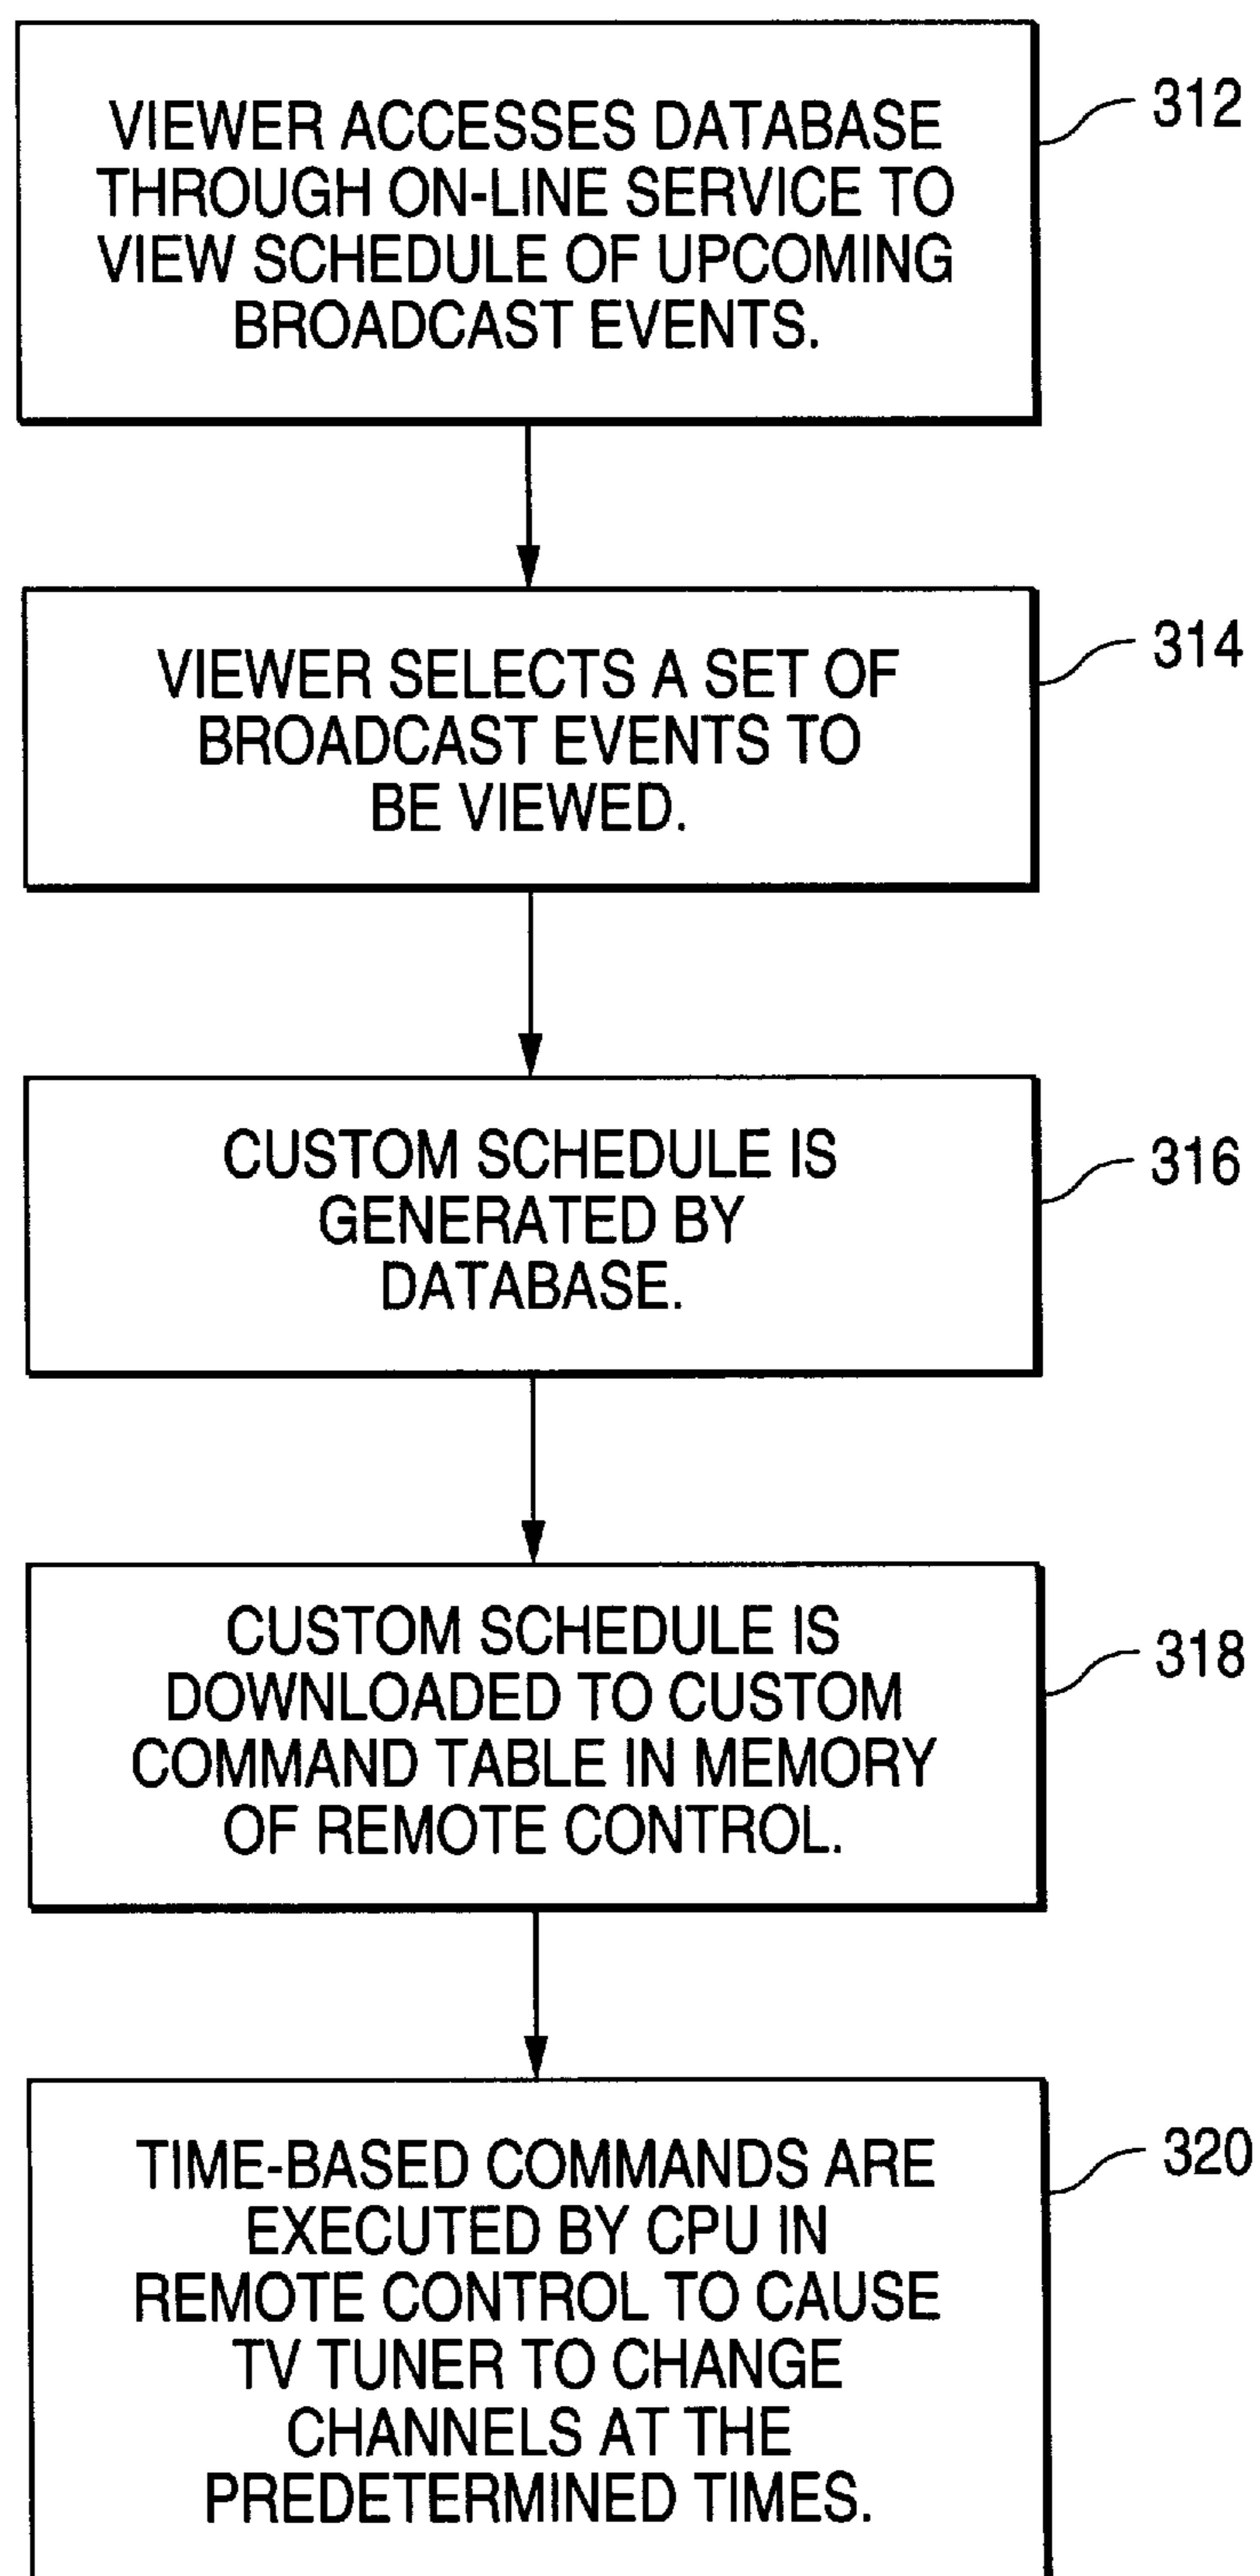 VIEWER ACCESSES DATABASE
THROUGH ON-LINE SERVICE TO
VIEW SCHEDULE OF UPCOMING
BROADCAST EVENTS.
312
VIEWER SELECTS A SET OF
BROADCAST EVENTS TO
BE VIEWED.
314
CUSTOM SCHEDULE IS
GENERATED BY
DATABASE.
316
CUSTOM SCHEDULE IS
DOWNLOADED TO CUSTOM
COMMAND TABLE IN MEMORY
OF REMOTE CONTROL.
318
TIME-BASED COMMANDS ARE
EXECUTED BY CPU IN
REMOTE CONTROL TO CAUSE
TV TUNER TO CHANGE
CHANNELS AT THE
PREDETERMINED TIMES.
320